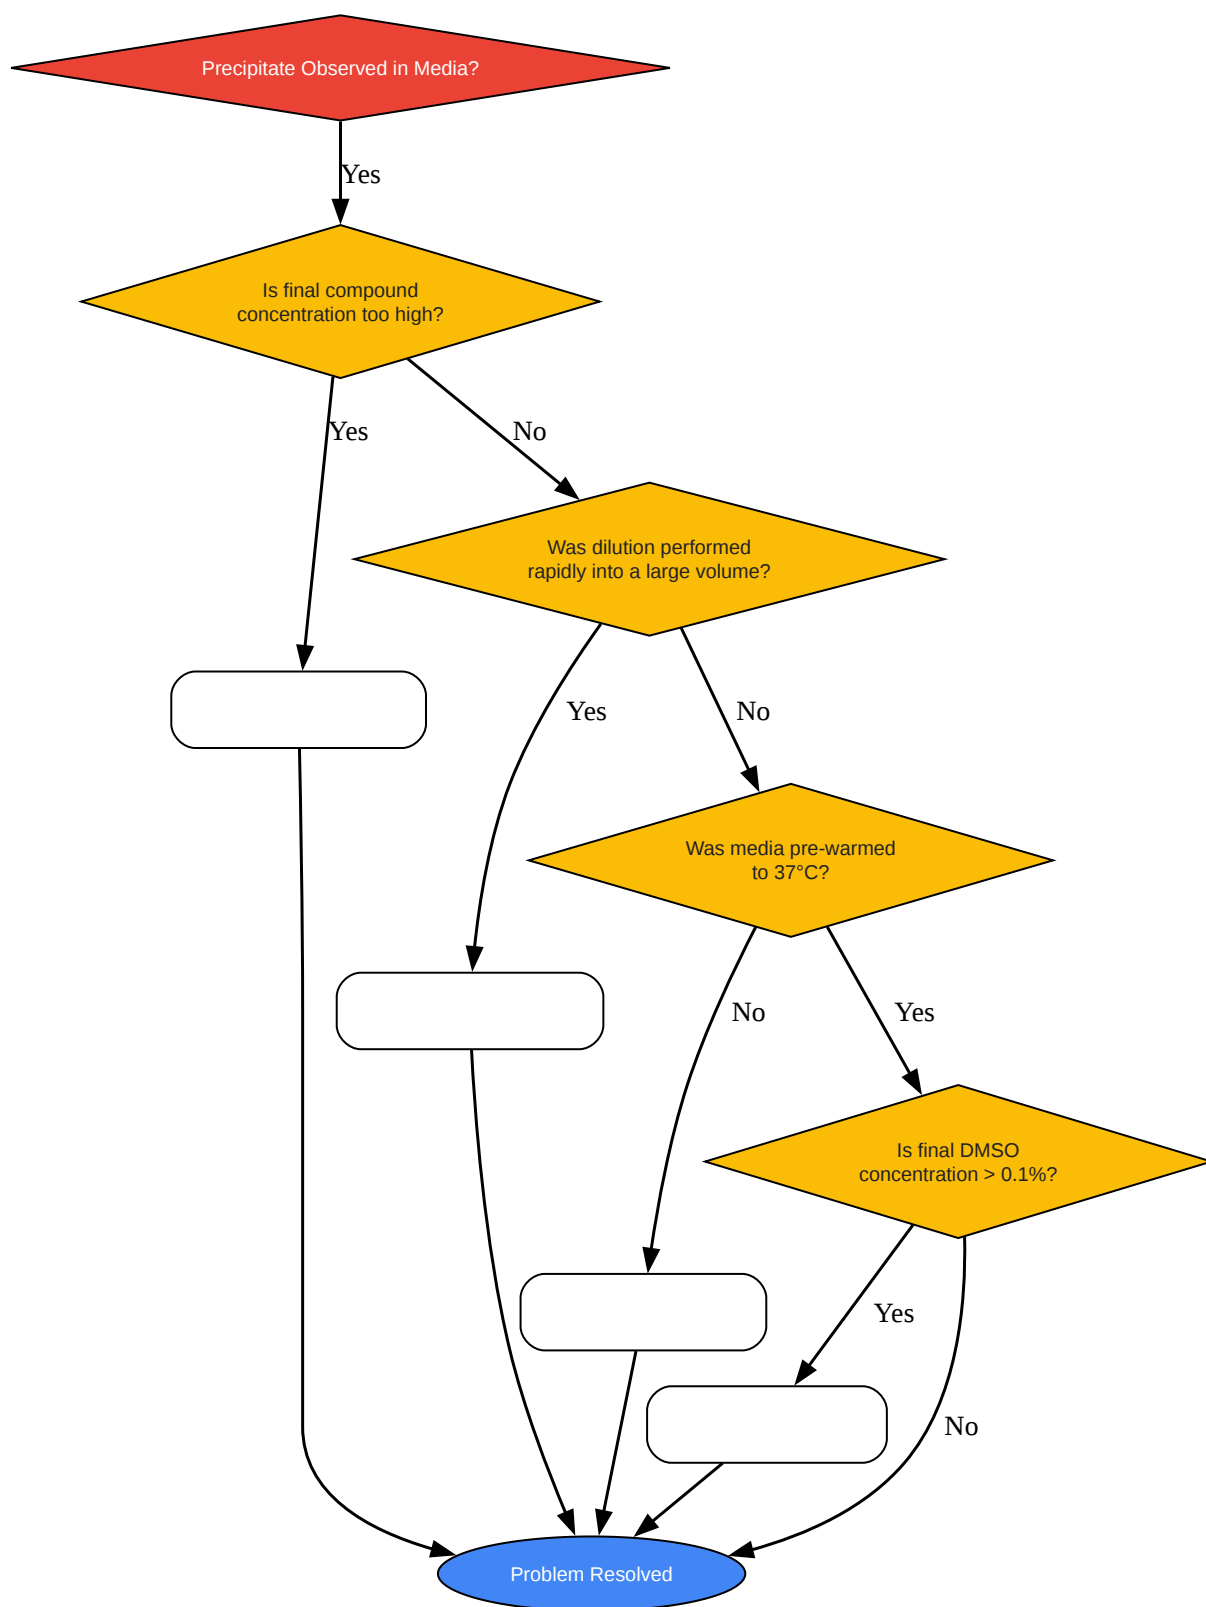 Precipitate Observed in Media?
Yes
Is final compound
concentration too high?
Yes
No
Was dilution performed
rapidly into a large volume?
Yes
No
Was media pre-warmed
to 37°C?
No
Yes
Is final DMSO
concentration > 0.1%?
Yes
No
Problem Resolved